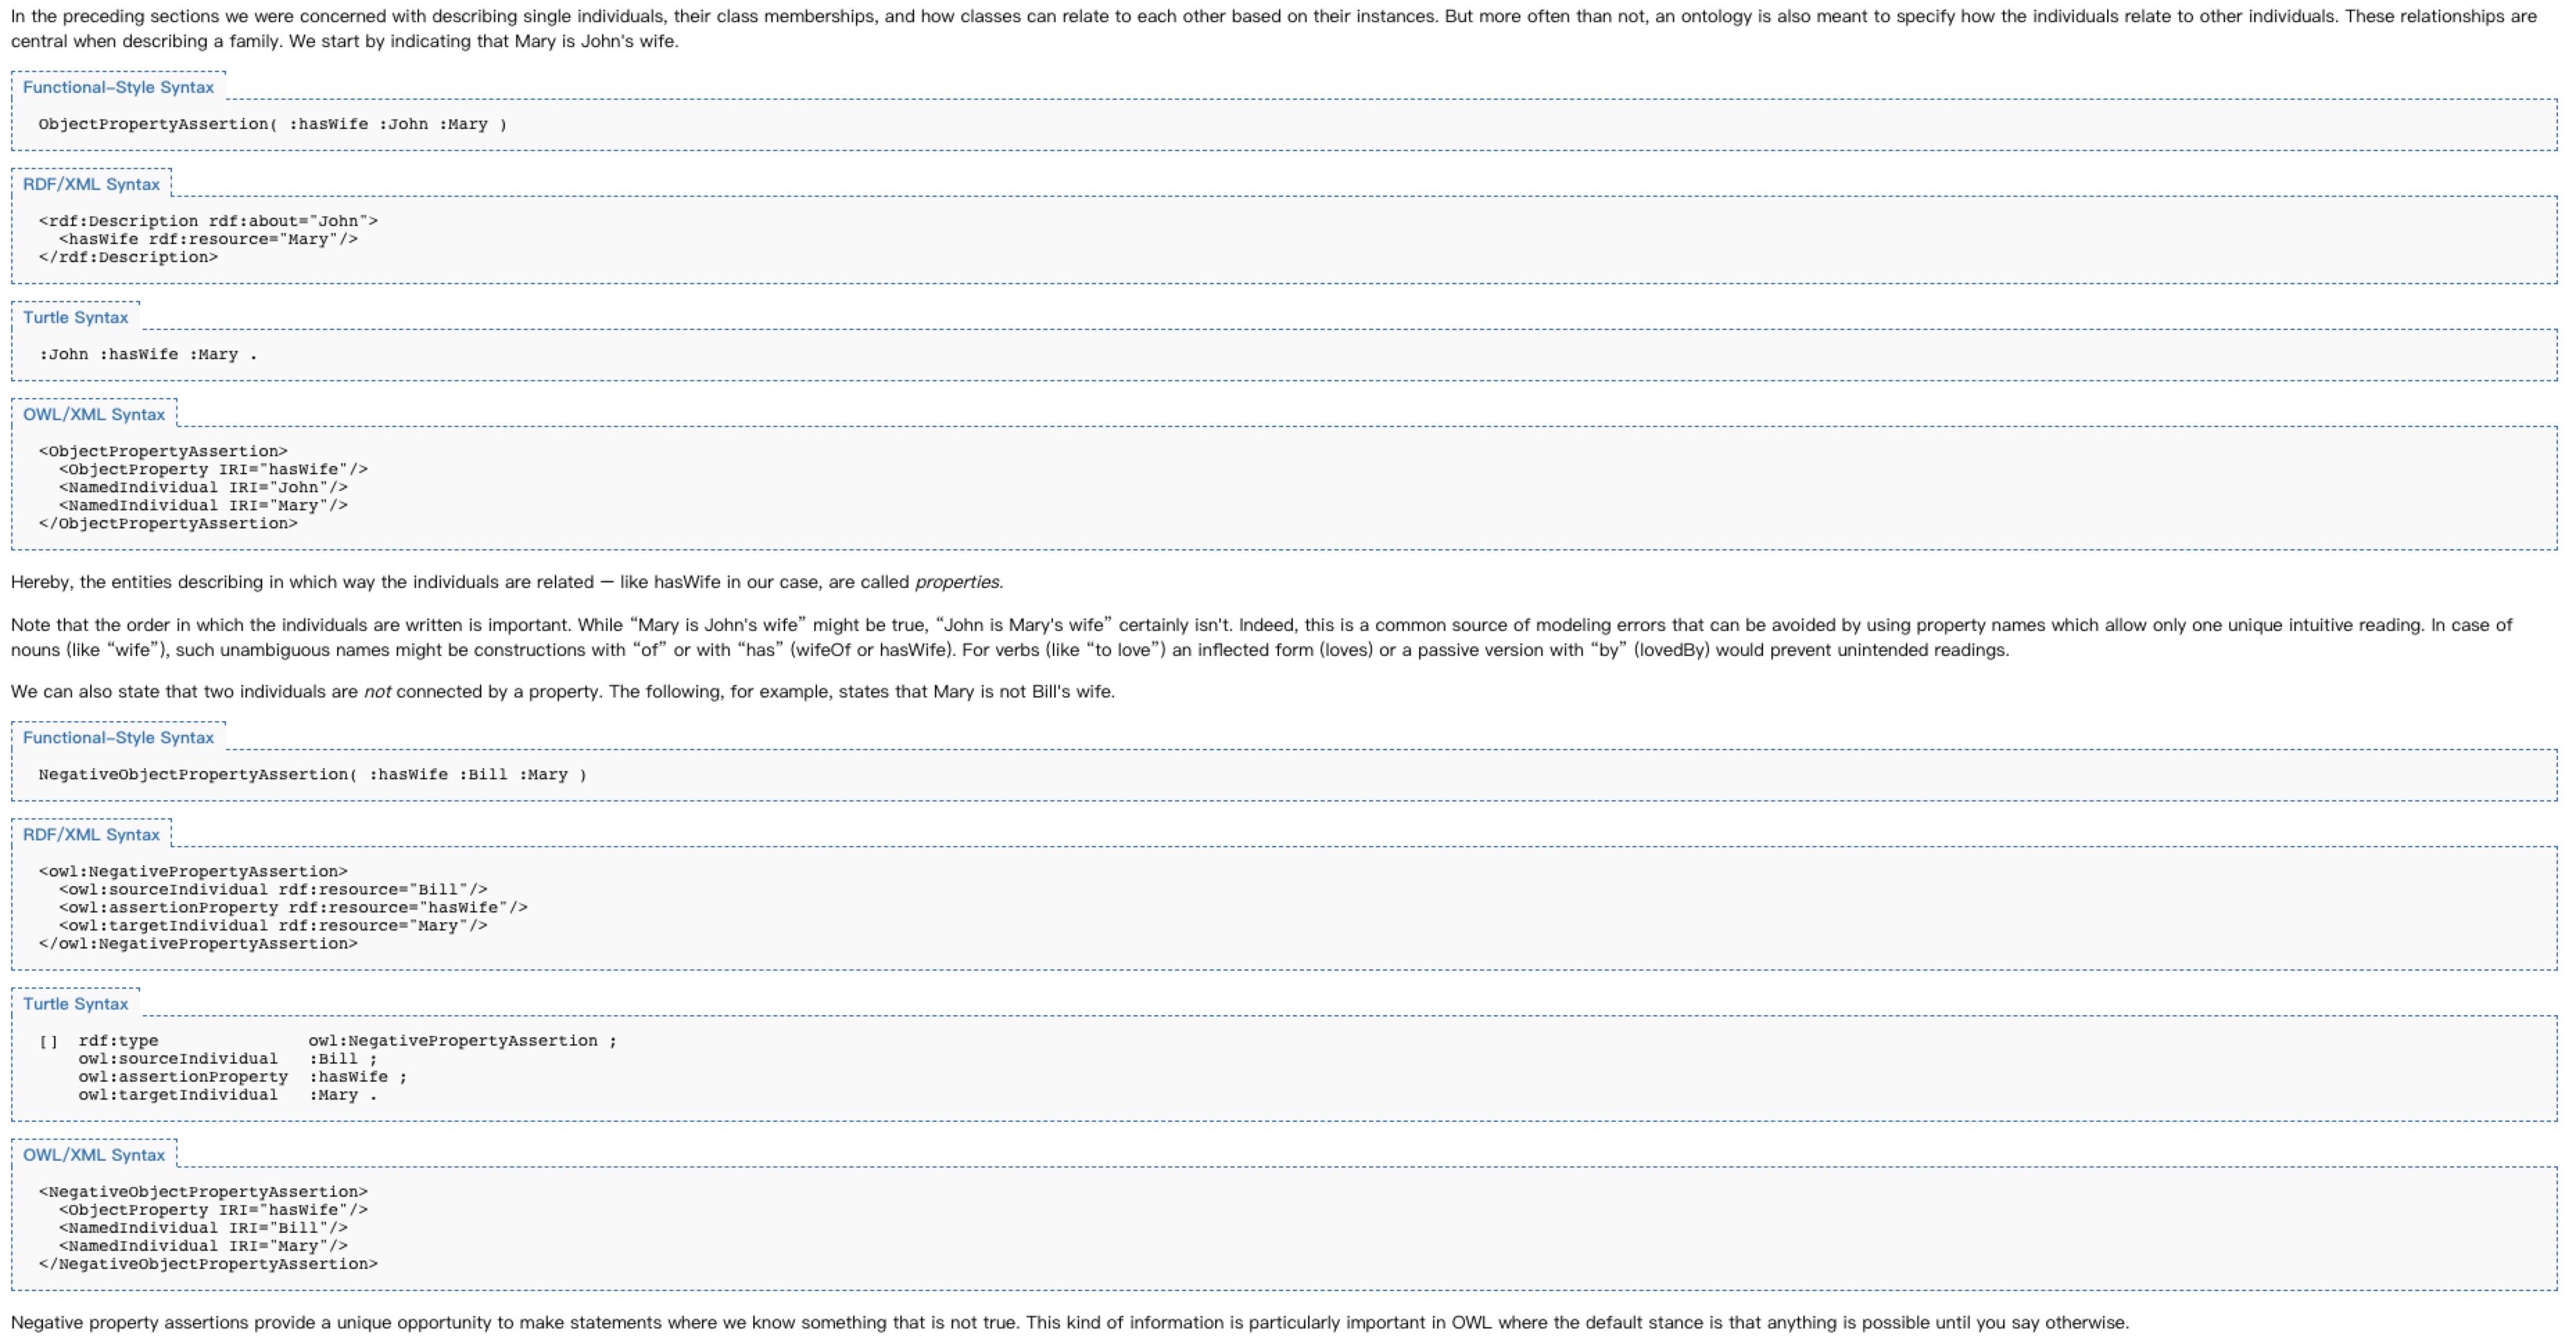 In the preceding sections we were concerned with describing single individuals, their class memberships, and how classes can relate to each other based on their instances. But more often than not, an ontology is also meant to specify how the individuals relate to other individuals. These relationships are
central when describing a family. We start by indicating that Mary is John's wife.
Functional-Style Syntax
ObjectPropertyAssertion( :hasWife :John :Mary )
RDF/XML Syntax
<rdf:Description rdf:about="John">
  <hasWife rdf:resource="Mary"/>
</rdf:Description>
Turtle Syntax
:John :hasWife :Mary .
OWL/XML Syntax
<ObjectPropertyAssertion>
  <ObjectProperty IRI="hasWife"/>
  <NamedIndividual IRI="John"/>
  <NamedIndividual IRI="Mary"/>
</ObjectPropertyAssertion>
Hereby, the entities describing in which way the individuals are related — like hasWife in our case, are called properties.
Note that the order in which the individuals are written is important. While “Mary is John's wife” might be true, “John is Mary's wife” certainly isn't. Indeed, this is a common source of modeling errors that can be avoided by using property names which allow only one unique intuitive reading. In case of
nouns (like “wife”), such unambiguous names might be constructions with “of” or with “has” (wifeOf or hasWife). For verbs (like “to love”) an inflected form (loves) or a passive version with “by” (lovedBy) would prevent unintended readings.
We can also state that two individuals are not connected by a property. The following, for example, states that Mary is not Bill's wife.
Functional-Style Syntax
NegativeObjectPropertyAssertion( :hasWife :Bill :Mary )
RDF/XML Syntax
<owl:NegativePropertyAssertion>
  <owl:sourceIndividual rdf:resource="Bill"/>
  <owl:assertionProperty rdf:resource="hasWife"/>
  <owl:targetIndividual rdf:resource="Mary"/>
</owl:NegativePropertyAssertion>
Turtle Syntax
[]  rdf:type               owl:NegativePropertyAssertion ;
    owl:sourceIndividual   :Bill ;
    owl:assertionProperty  :hasWife ;
    owl:targetIndividual   :Mary .
OWL/XML Syntax
<NegativeObjectPropertyAssertion>
  <ObjectProperty IRI="hasWife"/>
  <NamedIndividual IRI="Bill"/>
  <NamedIndividual IRI="Mary"/>
</NegativeObjectPropertyAssertion>
Negative property assertions provide a unique opportunity to make statements where we know something that is not true. This kind of information is particularly important in OWL where the default stance is that anything is possible until you say otherwise.